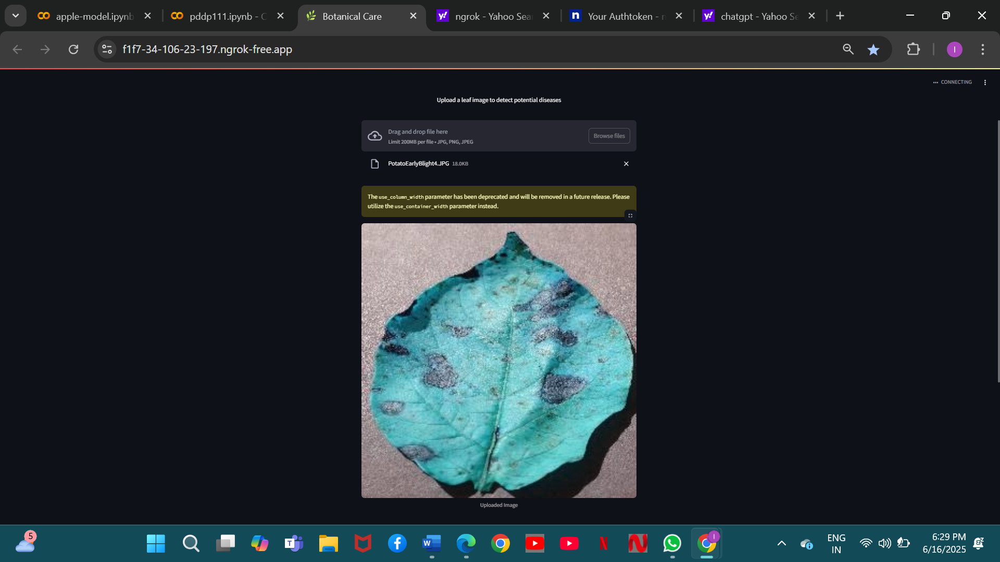 apple-model.ipynb
pddp111.ipynb - C
Botanical Care
ngrok - Yahoo Sea
Your Authtoken - n
chatgpt - Yahoo Se
f1f7-34-106-23-197.ngrok-free.app
I
CONNECTING
Upload a leaf image to detect potential diseases
Drag and drop file here
Limit 200MB per file • JPG, PNG, JPEG
Browse files
PotatoEarlyBlight4.JPG 18.0KB
The use_column_width parameter has been deprecated and will be removed in a future release. Please
utilize the use_container_width parameter instead.
Uploaded Image
5
ENG
IN
6:29 PM
6/16/2025